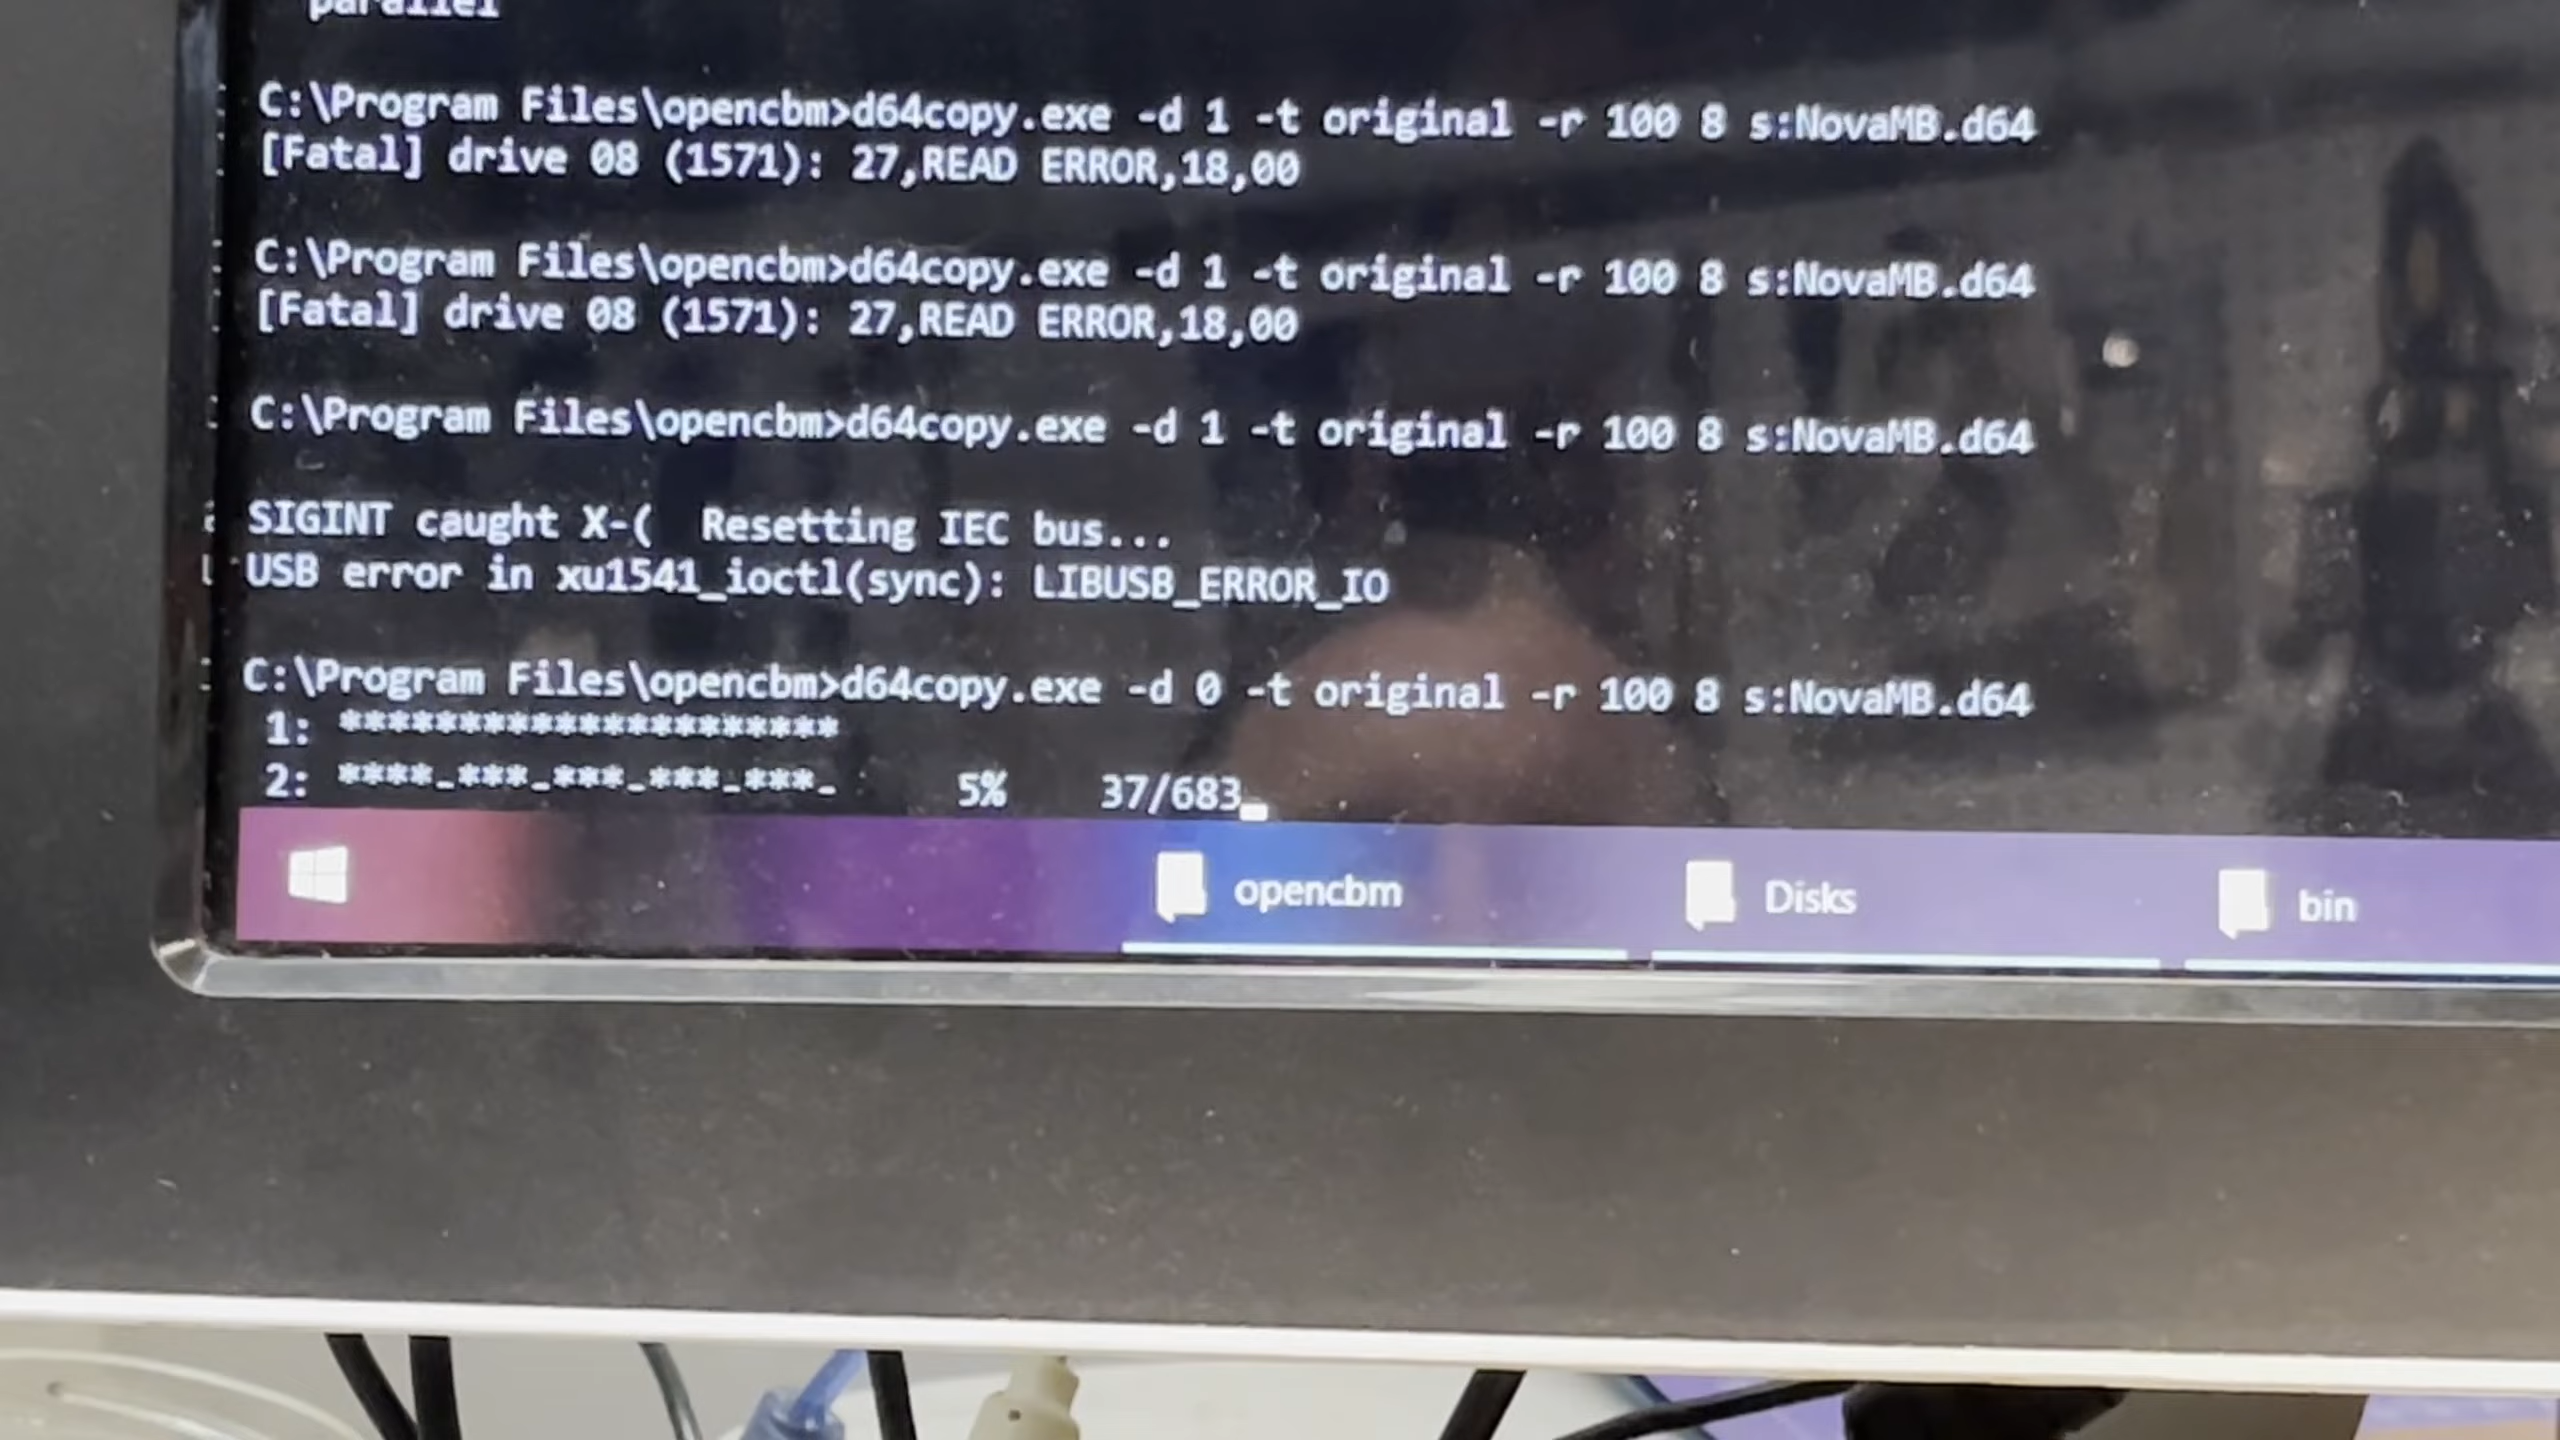 parallel
C:\Program Files\opencbm>d64copy.exe -d 1 -t original -r 100 8 s:NovaMB.d64
[Fatal] drive 08 (1571): 27,READ ERROR,18,00
C:\Program Files\opencbm>d64copy.exe -d 1 -t original -r 100 8 s:NovaMB.d64
[Fatal] drive 08 (1571): 27,READ ERROR,18,00
C:\Program Files\opencbm>d64copy.exe -d 1 -t original -r 100 8 s:NovaMB.d64
SIGINT caught X-(  Resetting IEC bus...
USB error in xu1541_ioctl(sync): LIBUSB_ERROR_IO
C:\Program Files\opencbm>d64copy.exe -d 0 -t original -r 100 8 s:NovaMB.d64
1: *********************
2: ****-***-***-***-***-     5%    37/683_
opencbm Disks bin